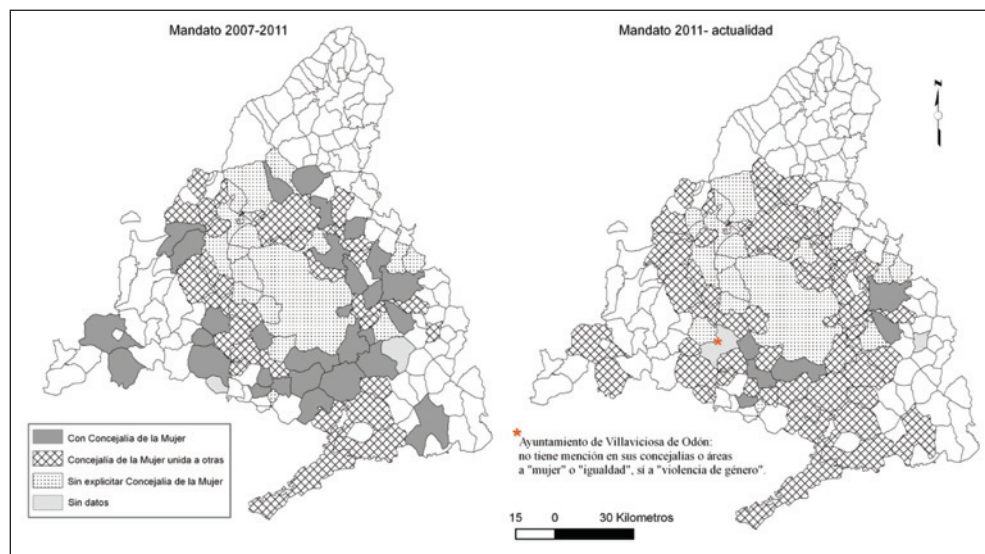 Mandato 2007-2011
Mandato 2011- actualidad
N
Con Concejalía de la Mujer
Concejalía de la Mujer unida a otras
Sin explicitar Concejalía de la Mujer
Sin datos
* Ayuntamiento de Villaviciosa de Odón:
no tiene mención en sus concejalías o áreas
a "mujer" o "igualdad", sí a "violencia de género".
15 0 30 Kilometros